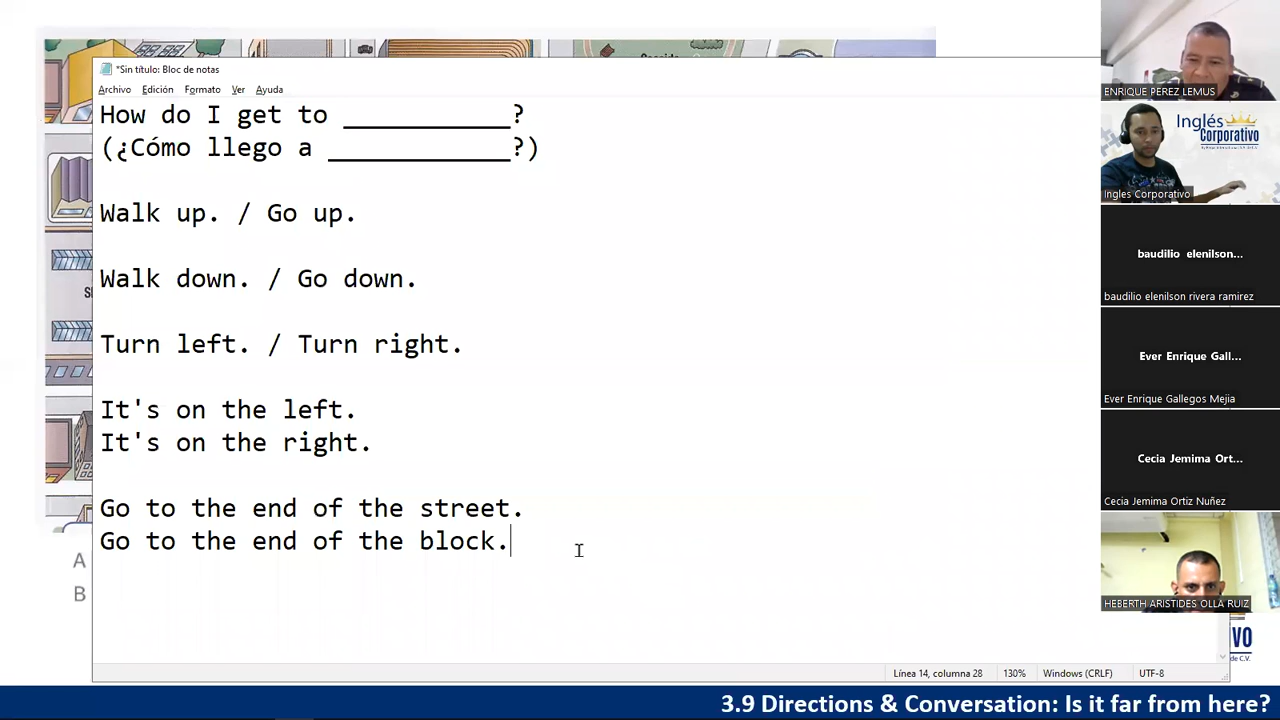 *Sin título: Bloc de notas
Archivo Edición Formato Ver Ayuda
How do I get to ___________?
(¿Cómo llego a ____________?)
Walk up. / Go up.
Walk down. / Go down.
Turn left. / Turn right.
It's on the left.
It's on the right.
Go to the end of the street.
Go to the end of the block.
A
B
Línea 14, columna 28 130% Windows (CRLF) UTF-8
3.9 Directions & Conversation: Is it far from here?
ENRIQUE PEREZ LEMUS
Inglés
Corporativo
Ingles Corporativo
baudilio elenilson...
baudilio elenilson rivera ramirez
Ever Enrique Gall...
Ever Enrique Gallegos Mejia
Cecia Jemima Ort...
Cecia Jemima Ortiz Nuñez
HEBERTH ARISTIDES OLLA RUIZ
VO
de C.V.